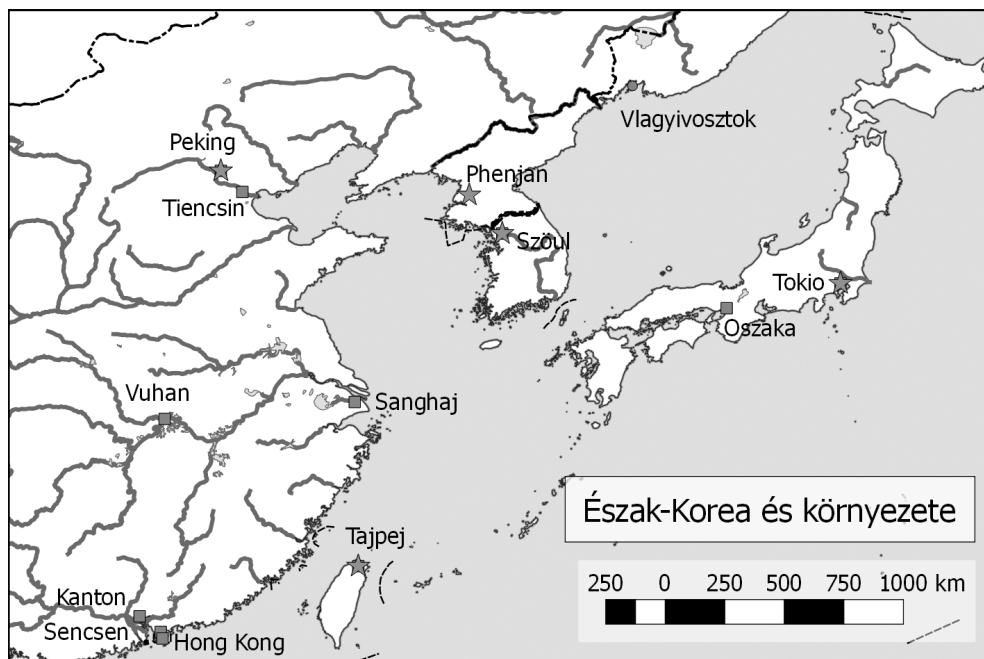 Vlagyivosztok
Peking
Phenjan
Tiencsin
Szöul
Tokio
Oszaka
Vuhan
Sanghaj
Észak-Korea és környezete
Tajpej
250 0 250 500 750 1000 km
Kanton
Sencsen
Hong Kong